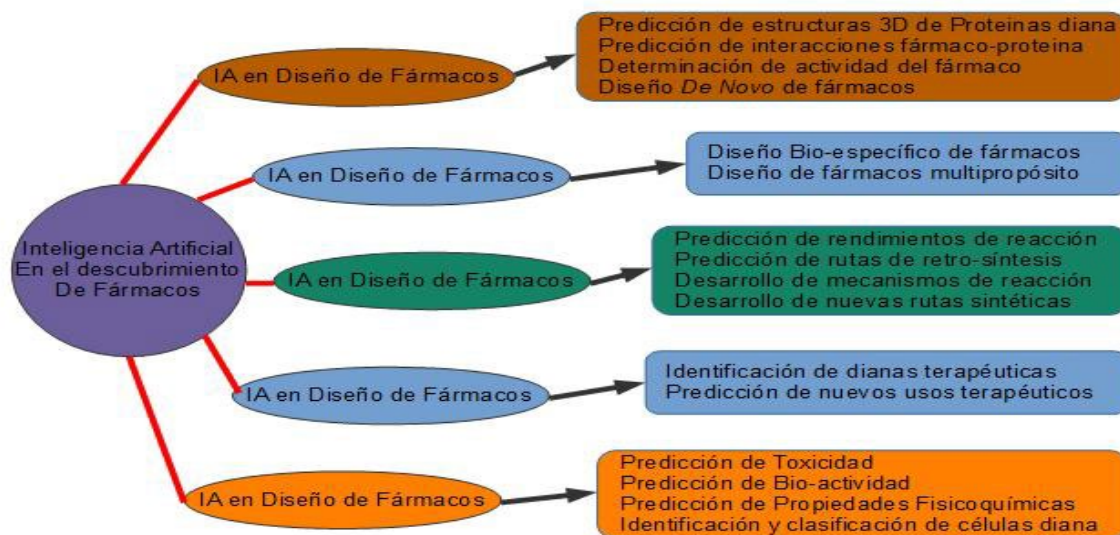 Inteligencia Artificial
En el descubrimiento
De Fármacos
IA en Diseño de Fármacos
Predicción de estructuras 3D de Proteinas diana
Predicción de interacciones fármaco-proteina
Determinación de actividad del fármaco
Diseño De Novo de fármacos
IA en Diseño de Fármacos
Diseño Bio-específico de fármacos
Diseño de fármacos multipropósito
IA en Diseño de Fármacos
Predicción de rendimientos de reacción
Predicción de rutas de retro-síntesis
Desarrollo de mecanismos de reacción
Desarrollo de nuevas rutas sintéticas
IA en Diseño de Fármacos
Identificación de dianas terapéuticas
Predicción de nuevos usos terapéuticos
IA en Diseño de Fármacos
Predicción de Toxicidad
Predicción de Bio-actividad
Predicción de Propiedades Fisicoquímicas
Identificación y clasificación de células diana